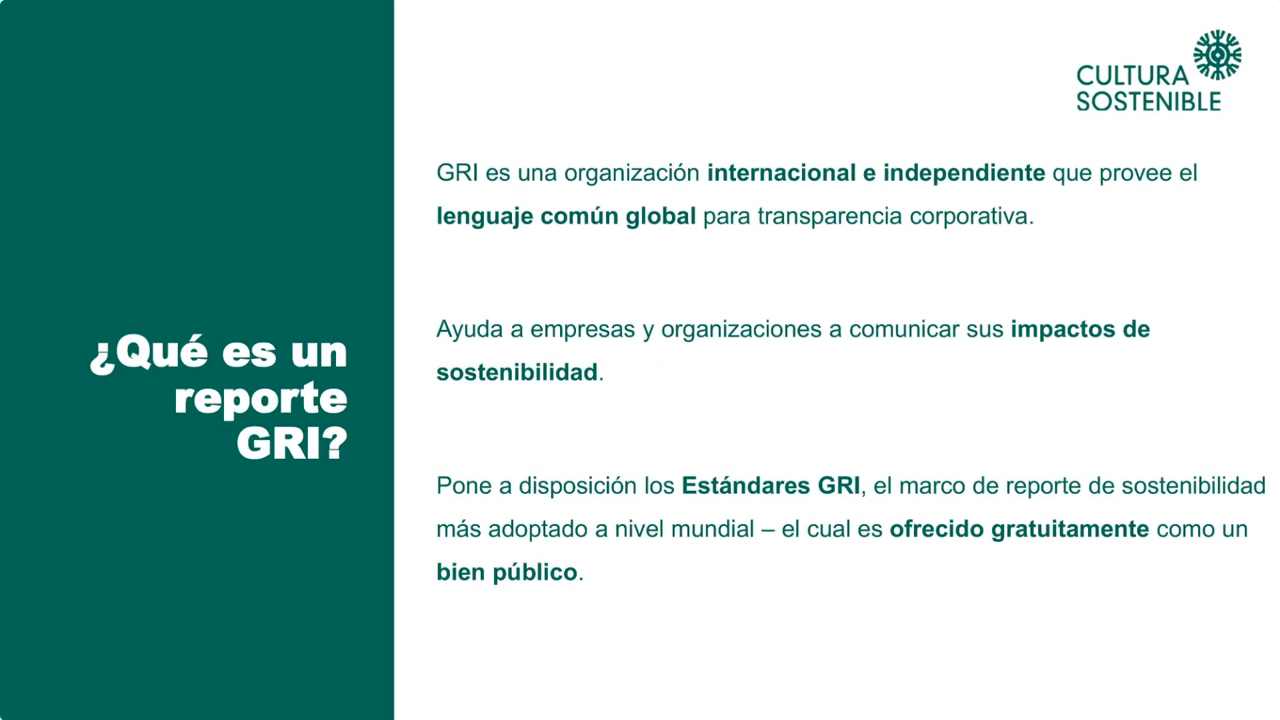 CULTURA
SOSTENIBLE
¿Qué es un
reporte
GRI?
GRI es una organización internacional e independiente que provee el
lenguaje común global para transparencia corporativa.
Ayuda a empresas y organizaciones a comunicar sus impactos de
sostenibilidad.
Pone a disposición los Estándares GRI, el marco de reporte de sostenibilidad
más adoptado a nivel mundial – el cual es ofrecido gratuitamente como un
bien público.